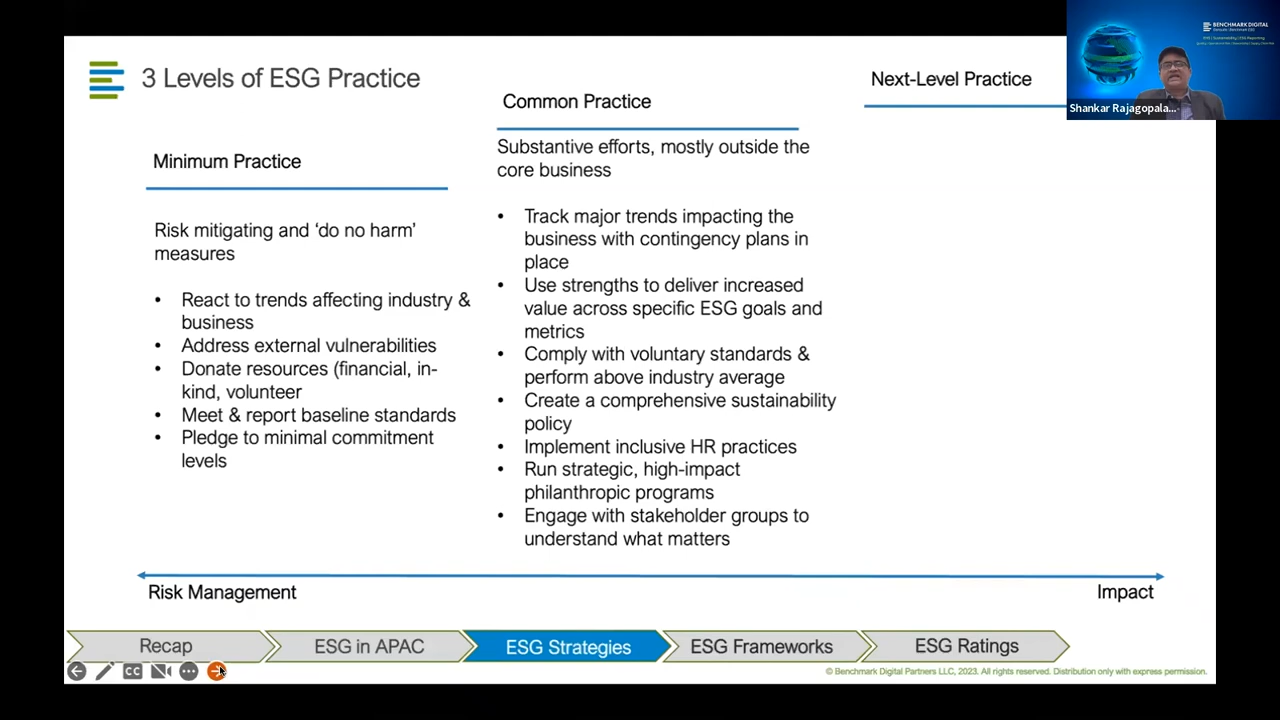 3 Levels of ESG Practice
Minimum Practice
Risk mitigating and ‘do no harm’
measures
• React to trends affecting industry &
business
• Address external vulnerabilities
• Donate resources (financial, in-
kind, volunteer
• Meet & report baseline standards
• Pledge to minimal commitment
levels
Common Practice
Substantive efforts, mostly outside the
core business
• Track major trends impacting the
business with contingency plans in
place
• Use strengths to deliver increased
value across specific ESG goals and
metrics
• Comply with voluntary standards &
perform above industry average
• Create a comprehensive sustainability
policy
• Implement inclusive HR practices
• Run strategic, high-impact
philanthropic programs
• Engage with stakeholder groups to
understand what matters
Next-Level Practice
BENCHMARK DIGITAL
Shankar Rajagopala...
Risk Management
Impact
Recap
ESG in APAC
ESG Strategies
ESG Frameworks
ESG Ratings
CC
© Benchmark Digital Partners LLC, 2023. All rights reserved. Distribution only with express permission.